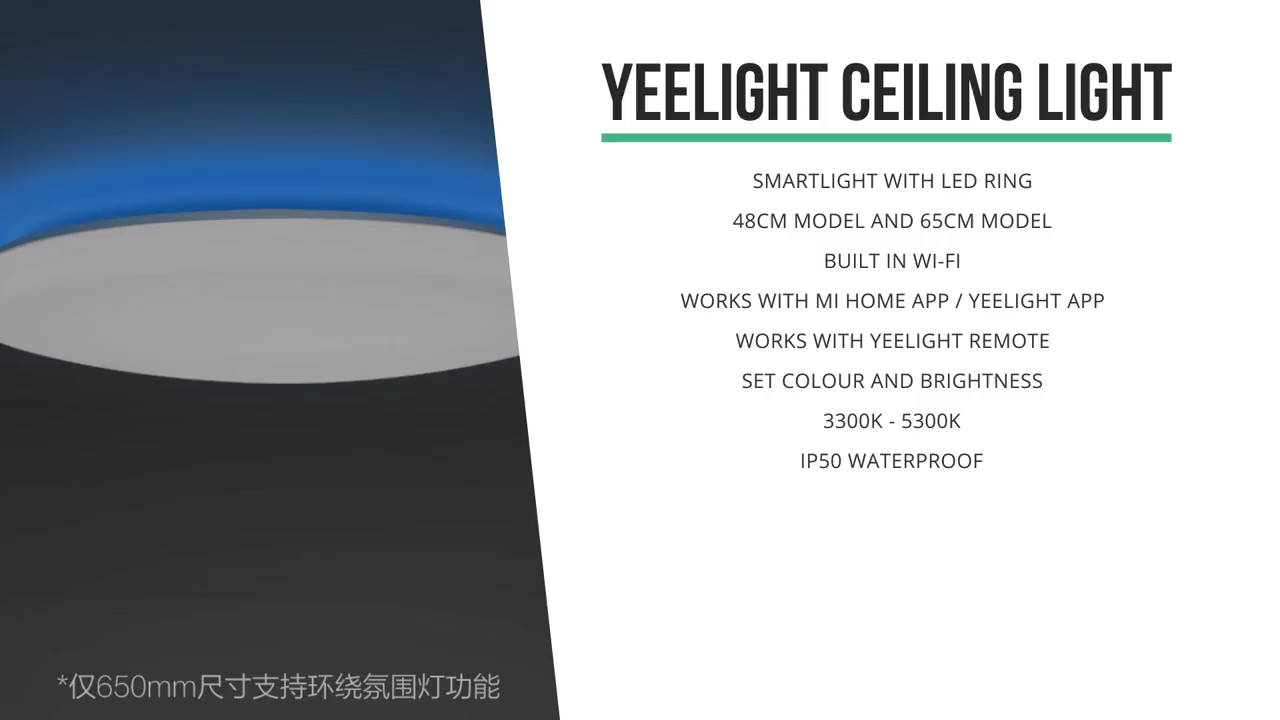 YEELIGHT CEILING LIGHT
SMARTLIGHT WITH LED RING
48CM MODEL AND 65CM MODEL
BUILT IN WI-FI
WORKS WITH MI HOME APP / YEELIGHT APP
WORKS WITH YEELIGHT REMOTE
SET COLOUR AND BRIGHTNESS
3300K - 5300K
IP50 WATERPROOF
*仅650mm尺寸支持环绕氛围灯功能